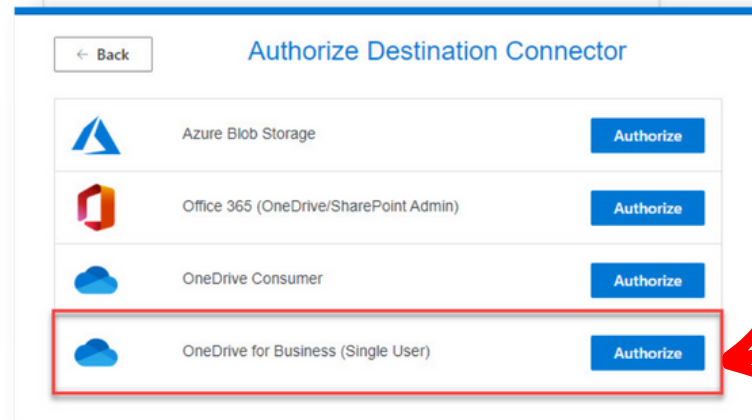 ← Back
Authorize Destination Connector
Azure Blob Storage
Authorize
Office 365 (OneDrive/SharePoint Admin)
Authorize
OneDrive Consumer
Authorize
OneDrive for Business (Single User)
Authorize